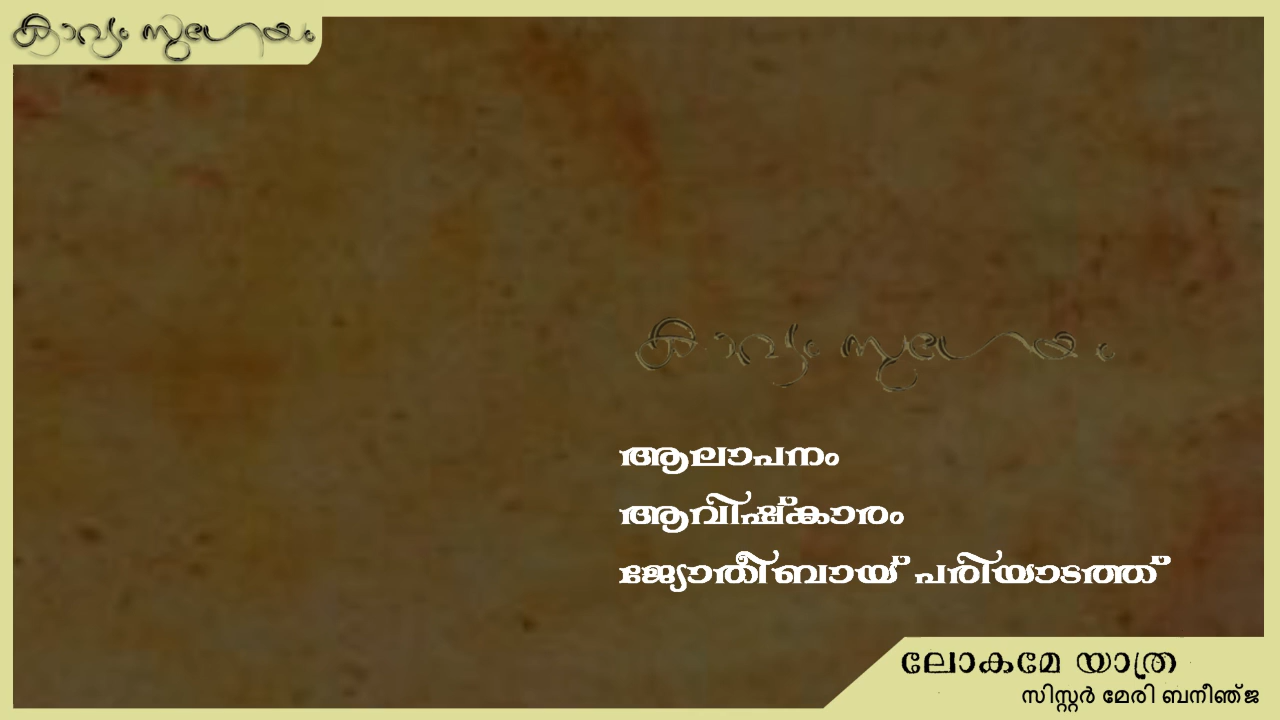 കാവ്യം സുഗേയം
കാവ്യം സുഗേയം
ആലാപനം
ആവിഷ്ക്കാരം
ജ്യോതീബായ് പരിയാടത്ത്
ലോകമേ യാത്ര
സിസ്റ്റർ മേരി ബനീഞ്ജ